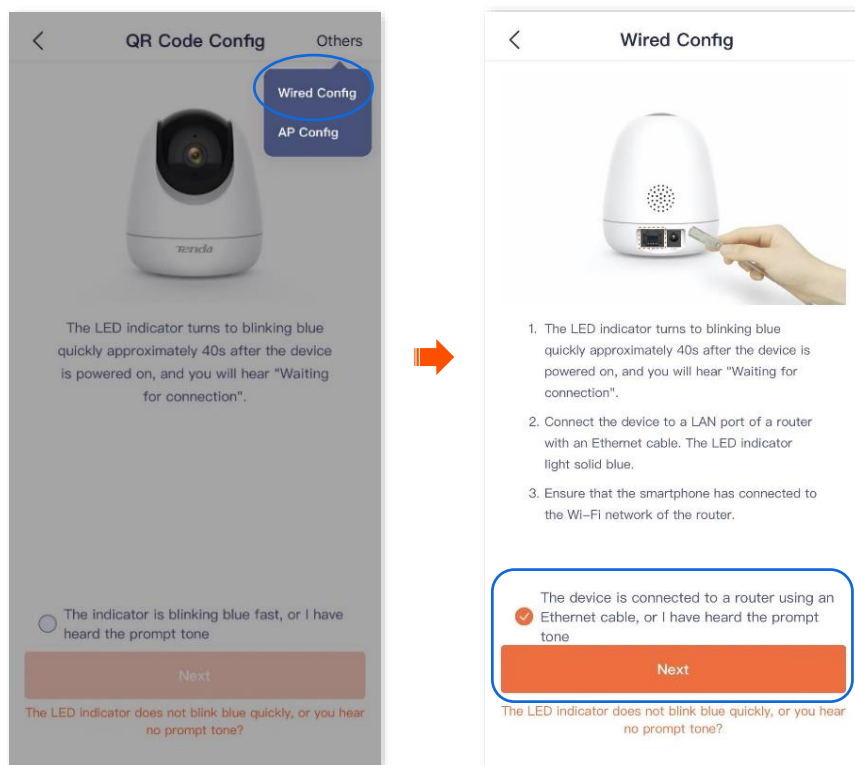 QR Code Config
Others
Wired Config
AP Config
Tenda
The LED indicator turns to blinking blue
quickly approximately 40s after the device
is powered on, and you will hear "Waiting
for connection".
The indicator is blinking blue fast, or I have
heard the prompt tone
Next
The LED indicator does not blink blue quickly, or you hear
no prompt tone?
Wired Config
1. The LED indicator turns to blinking blue
quickly approximately 40s after the device is
powered on, and you will hear "Waiting for
connection".
2. Connect the device to a LAN port of a router
with an Ethernet cable. The LED indicator
light solid blue.
3. Ensure that the smartphone has connected to
the Wi-Fi network of the router.
The device is connected to a router using an
Ethernet cable, or I have heard the prompt
tone
Next
The LED indicator does not blink blue quickly, or you hear
no prompt tone?